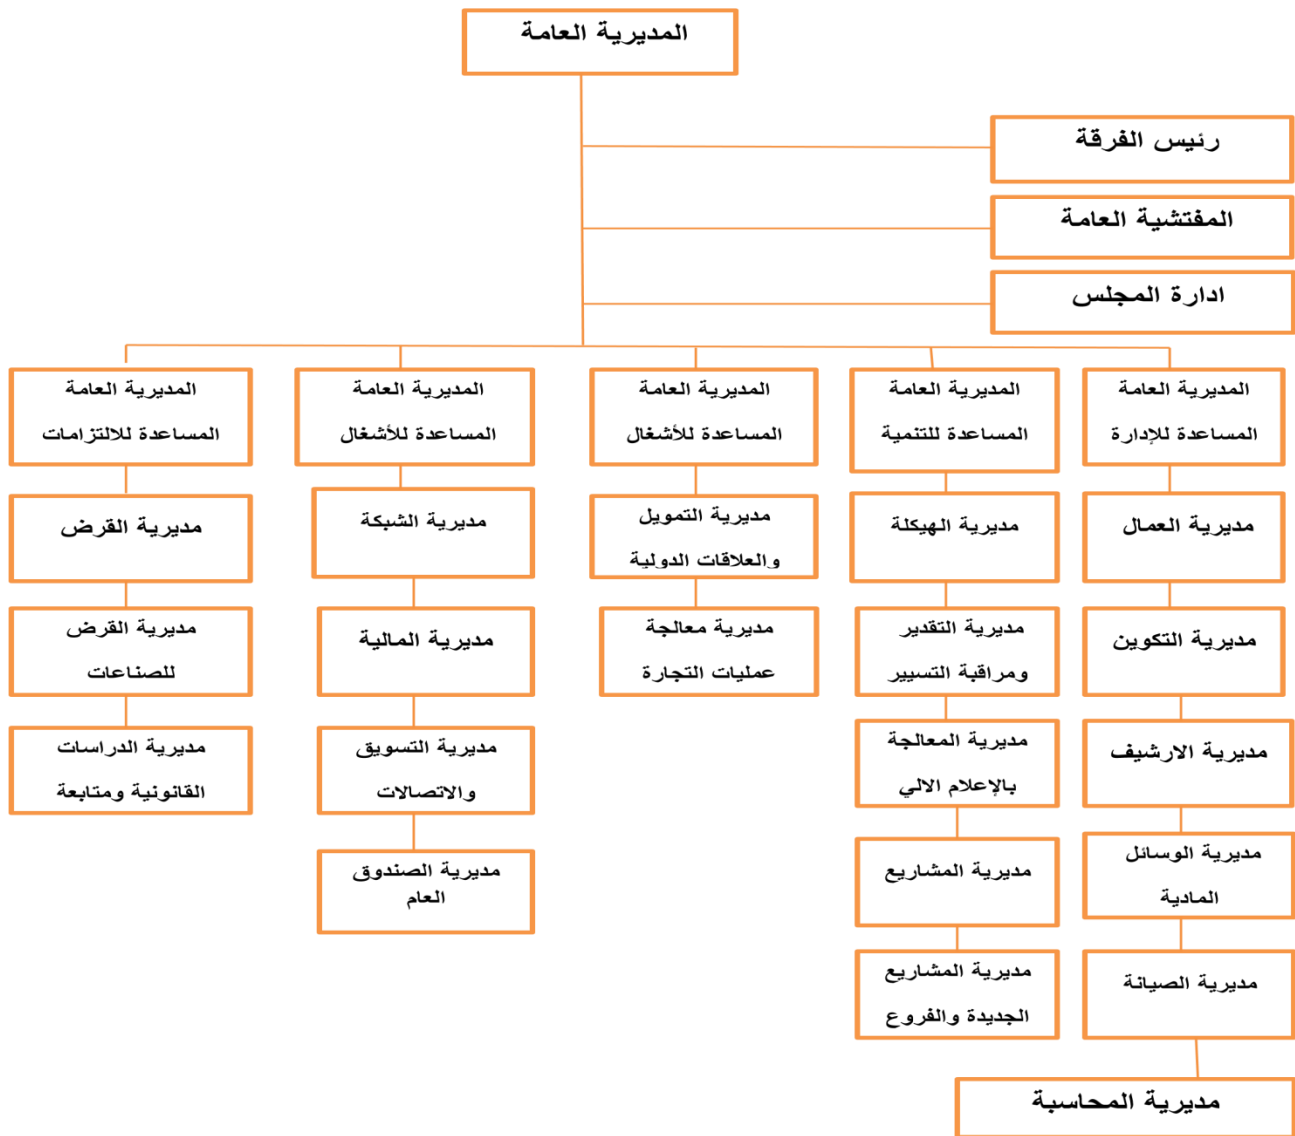 المديرية العامة
رئيس الفرقة
المفتشية العامة
ادارة المجلس
المديرية العامة
المساعدة للإدارة
المديرية العامة
المساعدة للتنمية
المديرية العامة
المساعدة للأشغال
المديرية العامة
المساعدة للأشغال
المديرية العامة
المساعدة للالتزامات
مديرية العمال
مديرية الهيكلة
مديرية التمويل
والعلاقات الدولية
مديرية الشبكة
مديرية القرض
مديرية التكوين
مديرية التقدير
ومراقبة التسيير
مديرية معالجة
عمليات التجارة
مديرية المالية
مديرية القرض
للصناعات
مديرية الارشيف
مديرية المعالجة
بالإعلام الالي
مديرية التسويق
والاتصالات
مديرية الدراسات
القانونية ومتابعة
مديرية الوسائل
المادية
مديرية المشاريع
مديرية الصندوق
العام
مديرية الصيانة
مديرية المشاريع
الجديدة والفروع
مديرية المحاسبة